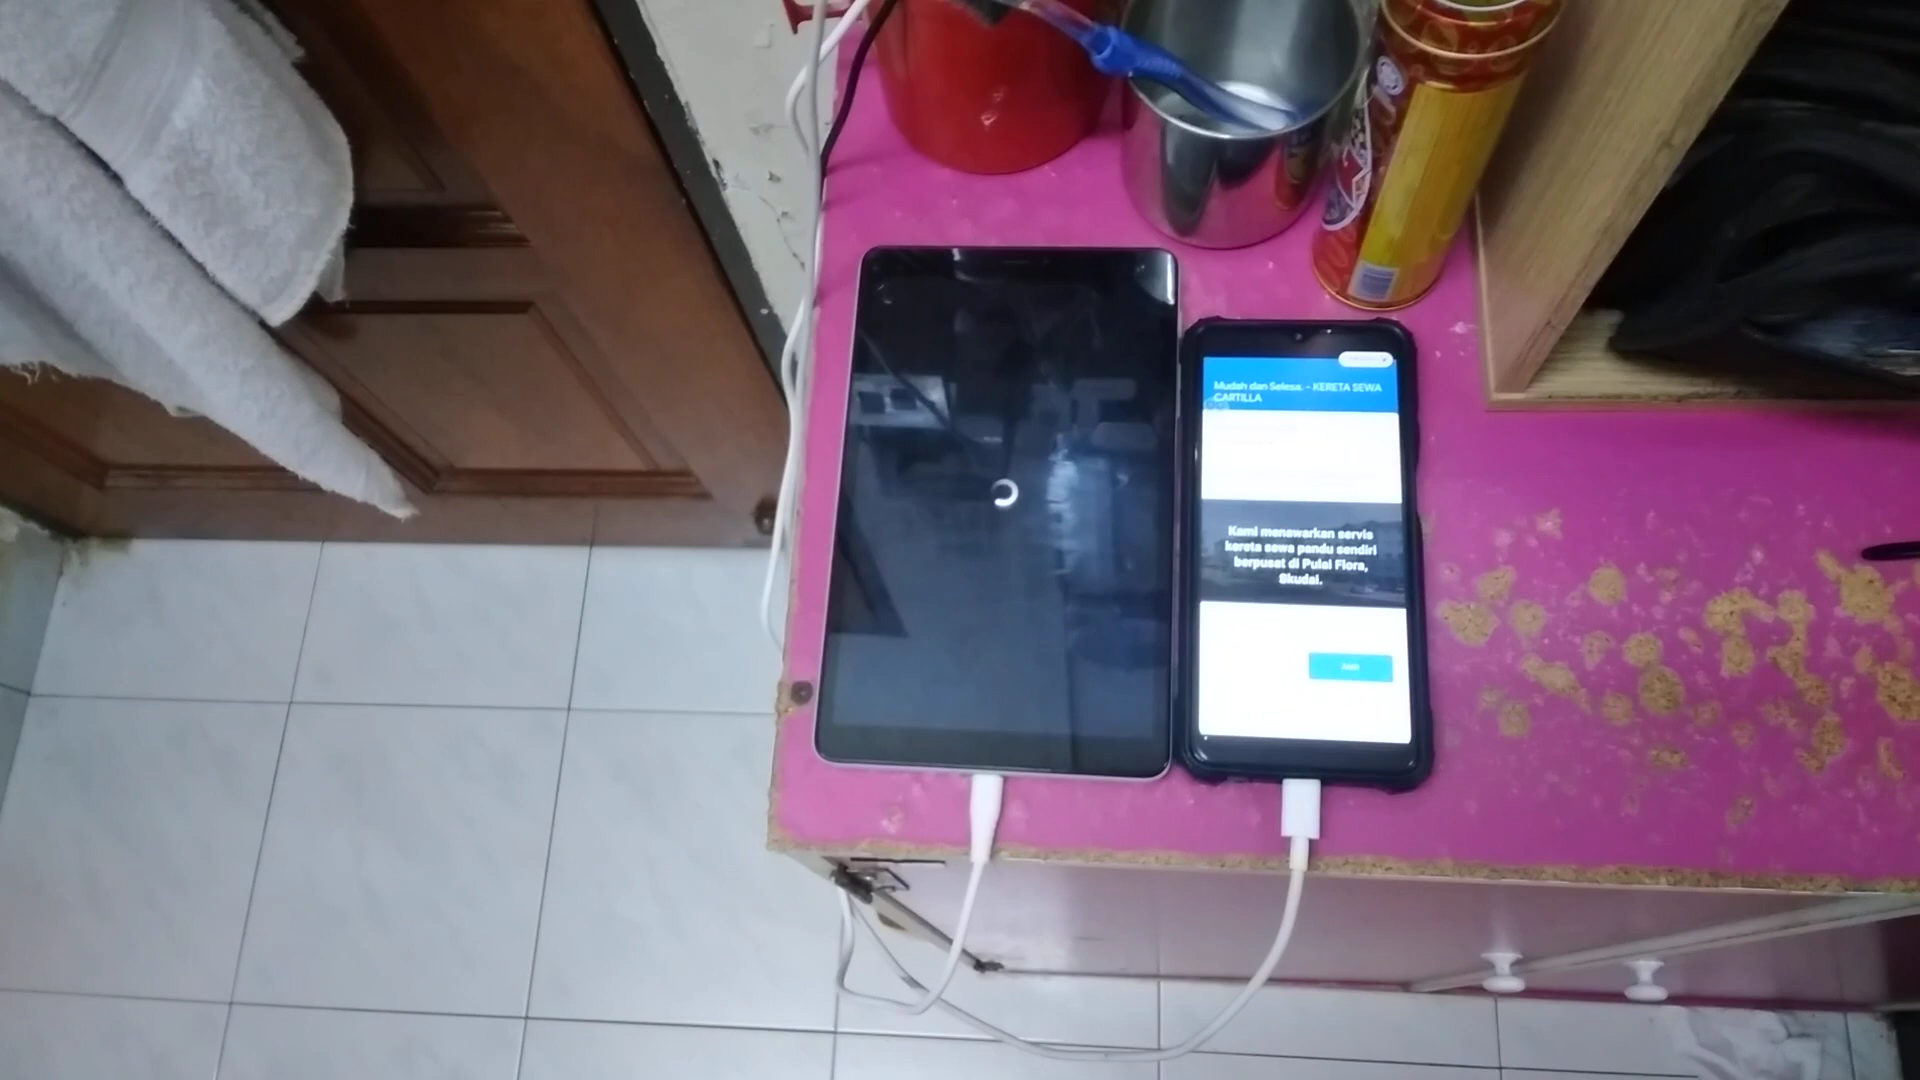 Mudah dan Selesa. - KERETA SEWA
CARTILLA
Kami menawarkan servis
kereta sewa pandu sendiri
berpusat di Pulai Flora,
Skudai.